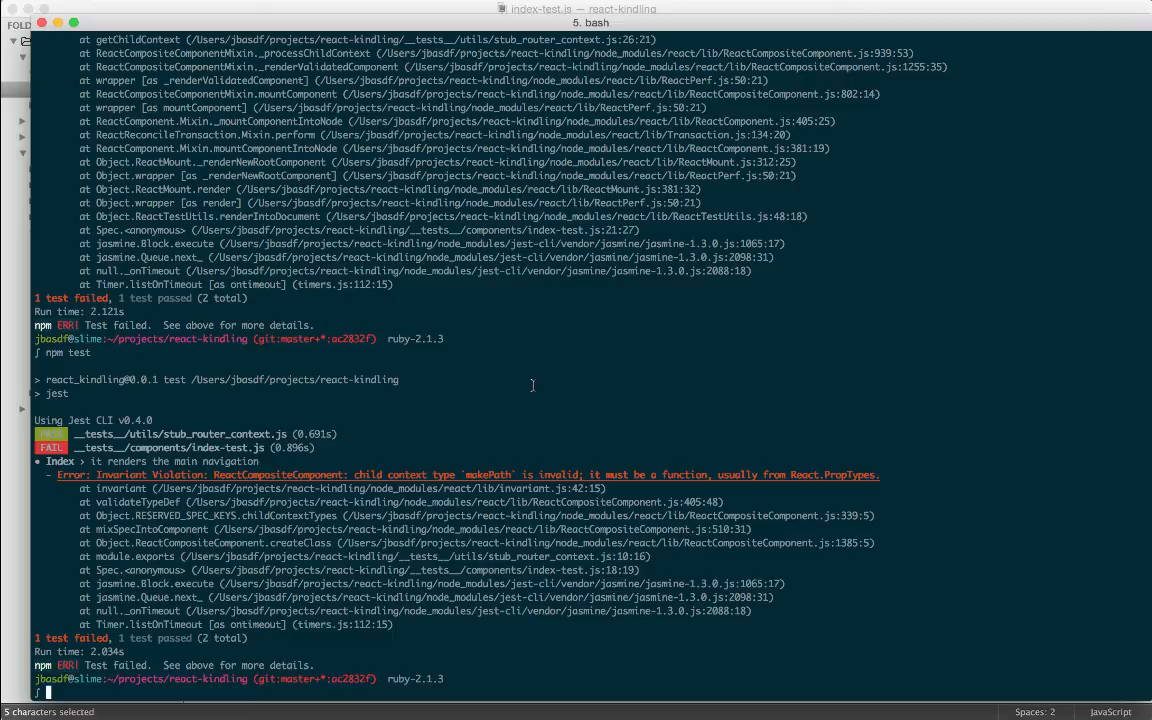 index-test.js — react-kindling
FOLD
5. bash
at getChildContext (/Users/jbasdf/projects/react-kindling/__tests__/utils/stub_router_context.js:26:21)
at ReactCompositeComponentMixin._processChildContext (/Users/jbasdf/projects/react-kindling/node_modules/react/lib/ReactCompositeComponent.js:939:53)
at ReactCompositeComponentMixin._renderValidatedComponent (/Users/jbasdf/projects/react-kindling/node_modules/react/lib/ReactCompositeComponent.js:1255:35)
at wrapper [as _renderValidatedComponent] (/Users/jbasdf/projects/react-kindling/node_modules/react/lib/ReactPerf.js:50:21)
at ReactCompositeComponentMixin.mountComponent (/Users/jbasdf/projects/react-kindling/node_modules/react/lib/ReactCompositeComponent.js:802:14)
at wrapper [as mountComponent] (/Users/jbasdf/projects/react-kindling/node_modules/react/lib/ReactPerf.js:50:21)
at ReactComponent.Mixin._mountComponentIntoNode (/Users/jbasdf/projects/react-kindling/node_modules/react/lib/ReactComponent.js:405:25)
at ReactReconcileTransaction.Mixin.perform (/Users/jbasdf/projects/react-kindling/node_modules/react/lib/Transaction.js:134:20)
at ReactComponent.Mixin.mountComponentIntoNode (/Users/jbasdf/projects/react-kindling/node_modules/react/lib/ReactComponent.js:381:19)
at Object.ReactMount._renderNewRootComponent (/Users/jbasdf/projects/react-kindling/node_modules/react/lib/ReactMount.js:312:25)
at Object.wrapper [as _renderNewRootComponent] (/Users/jbasdf/projects/react-kindling/node_modules/react/lib/ReactPerf.js:50:21)
at Object.ReactMount.render (/Users/jbasdf/projects/react-kindling/node_modules/react/lib/ReactMount.js:381:32)
at Object.wrapper [as render] (/Users/jbasdf/projects/react-kindling/node_modules/react/lib/ReactPerf.js:50:21)
at Object.ReactTestUtils.renderIntoDocument (/Users/jbasdf/projects/react-kindling/node_modules/react/lib/ReactTestUtils.js:48:18)
at Spec.<anonymous> (/Users/jbasdf/projects/react-kindling/__tests__/components/index-test.js:21:27)
at jasmine.Block.execute (/Users/jbasdf/projects/react-kindling/node_modules/jest-cli/vendor/jasmine/jasmine-1.3.0.js:1065:17)
at jasmine.Queue.next_ (/Users/jbasdf/projects/react-kindling/node_modules/jest-cli/vendor/jasmine/jasmine-1.3.0.js:2098:31)
at null._onTimeout (/Users/jbasdf/projects/react-kindling/node_modules/jest-cli/vendor/jasmine/jasmine-1.3.0.js:2088:18)
at Timer.listOnTimeout [as ontimeout] (timers.js:112:15)
1 test failed, 1 test passed (2 total)
Run time: 2.121s
npm ERR! Test failed.  See above for more details.
jbasdf@slime:~/projects/react-kindling (git:master+*:ac2832f)  ruby-2.1.3
∫ npm test
> react_kindling@0.0.1 test /Users/jbasdf/projects/react-kindling
> jest
Using Jest CLI v0.4.0
PASS __tests__/utils/stub_router_context.js (0.691s)
FAIL __tests__/components/index-test.js (0.896s)
● Index › it renders the main navigation
- Error: Invariant Violation: ReactCompositeComponent: child context type `makePath` is invalid; it must be a function, usually from React.PropTypes.
at invariant (/Users/jbasdf/projects/react-kindling/node_modules/react/lib/invariant.js:42:15)
at validateTypeDef (/Users/jbasdf/projects/react-kindling/node_modules/react/lib/ReactCompositeComponent.js:405:48)
at Object.RESERVED_SPEC_KEYS.childContextTypes (/Users/jbasdf/projects/react-kindling/node_modules/react/lib/ReactCompositeComponent.js:339:5)
at mixSpecIntoComponent (/Users/jbasdf/projects/react-kindling/node_modules/react/lib/ReactCompositeComponent.js:510:31)
at Object.ReactCompositeComponent.createClass (/Users/jbasdf/projects/react-kindling/node_modules/react/lib/ReactCompositeComponent.js:1385:5)
at module.exports (/Users/jbasdf/projects/react-kindling/__tests__/utils/stub_router_context.js:10:16)
at Spec.<anonymous> (/Users/jbasdf/projects/react-kindling/__tests__/components/index-test.js:18:19)
at jasmine.Block.execute (/Users/jbasdf/projects/react-kindling/node_modules/jest-cli/vendor/jasmine/jasmine-1.3.0.js:1065:17)
at jasmine.Queue.next_ (/Users/jbasdf/projects/react-kindling/node_modules/jest-cli/vendor/jasmine/jasmine-1.3.0.js:2098:31)
at null._onTimeout (/Users/jbasdf/projects/react-kindling/node_modules/jest-cli/vendor/jasmine/jasmine-1.3.0.js:2088:18)
at Timer.listOnTimeout [as ontimeout] (timers.js:112:15)
1 test failed, 1 test passed (2 total)
Run time: 2.034s
npm ERR! Test failed.  See above for more details.
jbasdf@slime:~/projects/react-kindling (git:master+*:ac2832f)  ruby-2.1.3
∫
5 characters selected
Spaces: 2
JavaScript